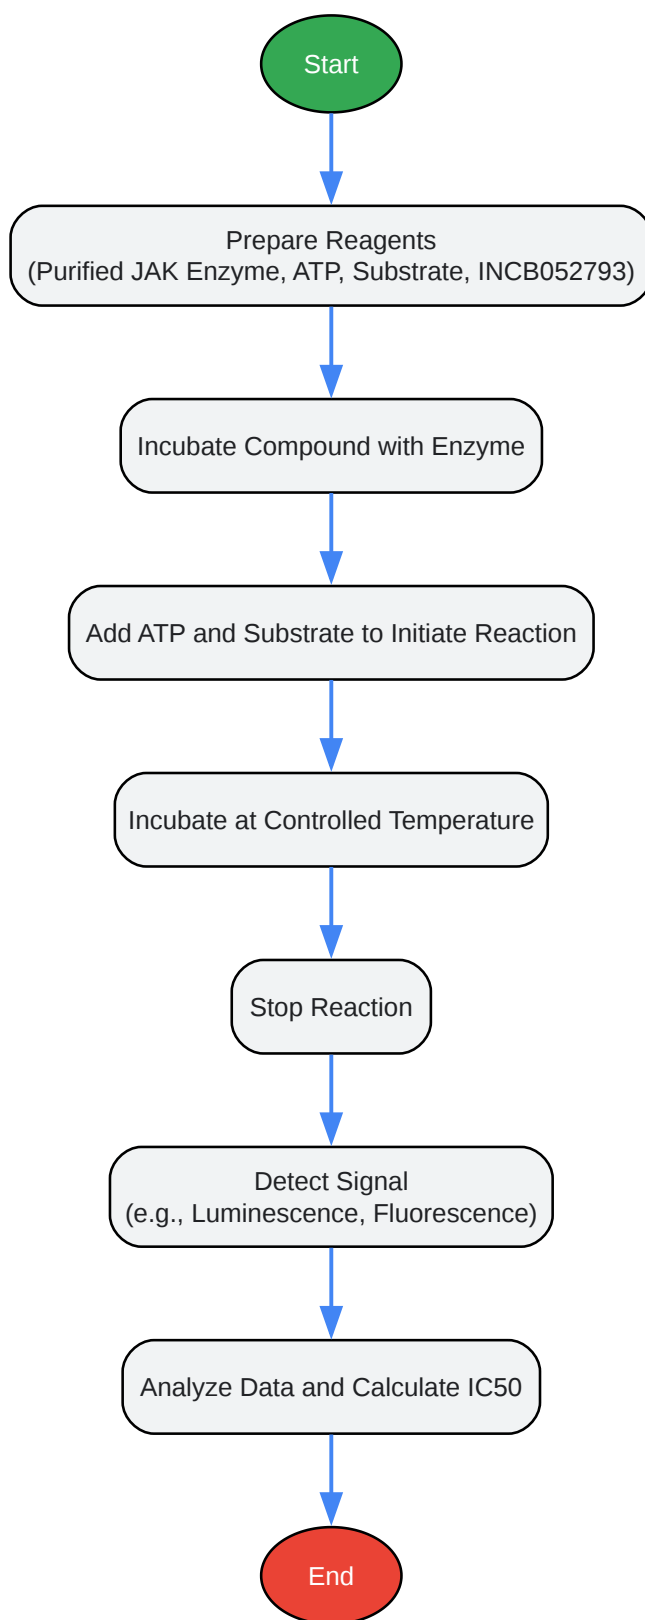 Start
Prepare Reagents
(Purified JAK Enzyme, ATP, Substrate, INCB052793)
Incubate Compound with Enzyme
Add ATP and Substrate to Initiate Reaction
Incubate at Controlled Temperature
Stop Reaction
Detect Signal
(e.g., Luminescence, Fluorescence)
Analyze Data and Calculate IC50
End